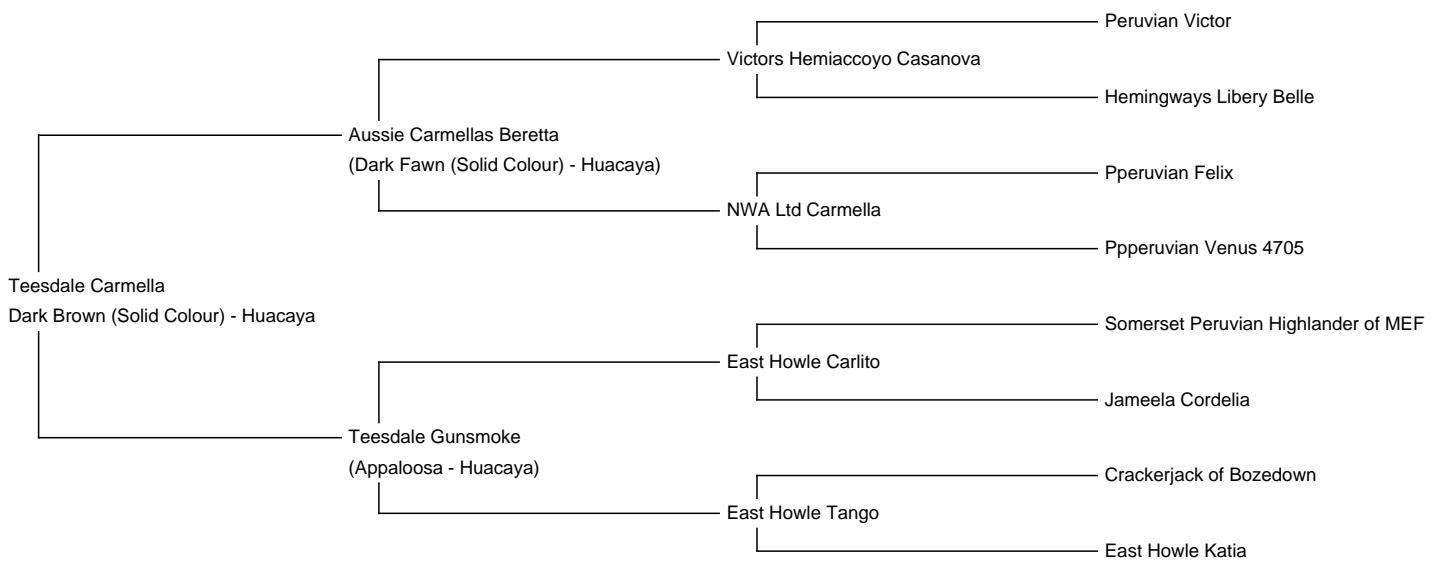 Peruvian Victor
Victors Hemiaccoyo Casanova
Hemingways Libery Belle
Aussie Carmellas Beretta
(Dark Fawn (Solid Colour) - Huacaya)
Pperuvian Felix
NWA Ltd Carmella
Ppperuvian Venus 4705
Teesdale Carmella
Dark Brown (Solid Colour) - Huacaya
Somerset Peruvian Highlander of MEF
East Howle Carlito
Jameela Cordelia
Teesdale Gunsmoke
(Appaloosa - Huacaya)
Crackerjack of Bozedown
East Howle Tango
East Howle Katia